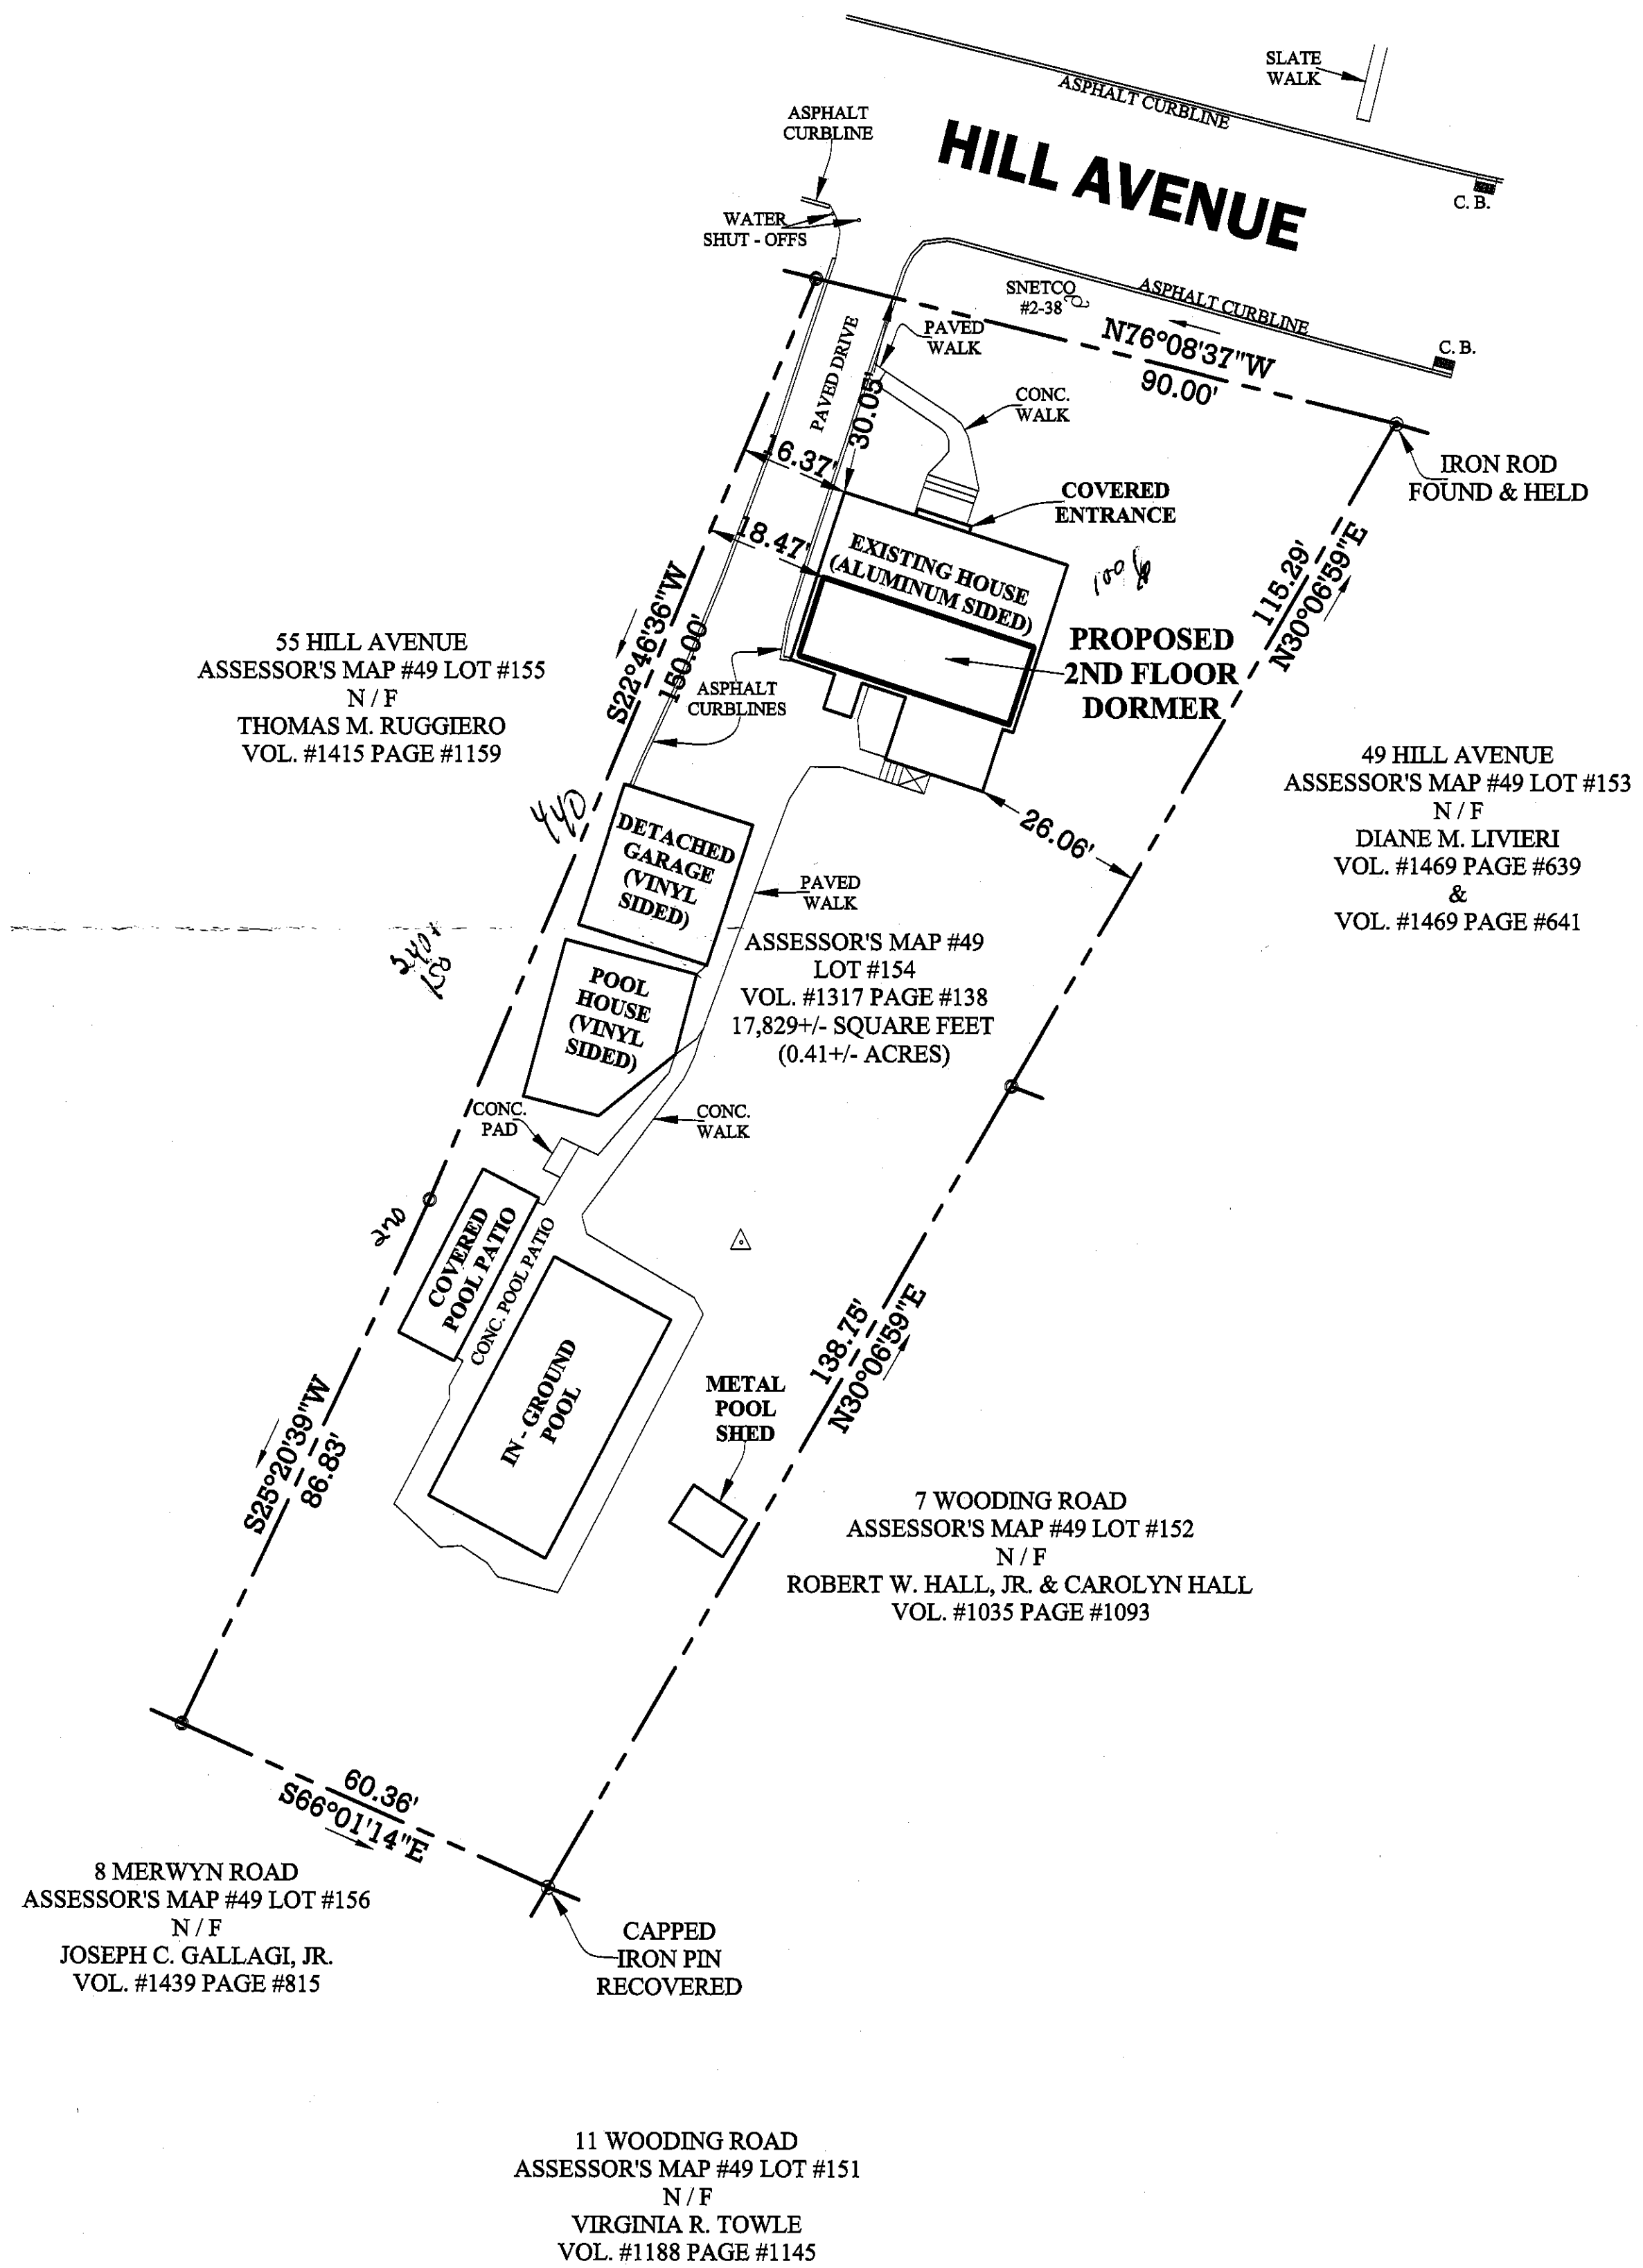 SLATE
WALK
ASPHALT CURBLINE
ASPHALT
CURBLINE
HILL AVENUE
C. B.
WATER
SHUT - OFFS
SNETCO
#2-38
ASPHALT CURBLINE
N76°08'37"W
90.00'
C. B.
PAVED DRIVE
PAVED
WALK
30.05'
CONC.
WALK
16.37'
IRON ROD
FOUND & HELD
COVERED
ENTRANCE
18.47'
EXISTING HOUSE
(ALUMINUM SIDED)
115.29'
N30°06'59"E
S22°46'36"W
150.00'
PROPOSED
2ND FLOOR
DORMER
55 HILL AVENUE
ASSESSOR'S MAP #49 LOT #155
N / F
THOMAS M. RUGGIERO
VOL. #1415 PAGE #1159
ASPHALT
CURBLINES
49 HILL AVENUE
ASSESSOR'S MAP #49 LOT #153
N / F
DIANE M. LIVIERI
VOL. #1469 PAGE #639
&
VOL. #1469 PAGE #641
440
DETACHED
GARAGE
(VINYL
SIDED)
26.06'
PAVED
WALK
ASSESSOR'S MAP #49
LOT #154
VOL. #1317 PAGE #138
17,829+/- SQUARE FEET
(0.41+/- ACRES)
POOL
HOUSE
(VINYL
SIDED)
CONC.
PAD
CONC.
WALK
270
COVERED
POOL PATIO
CONC. POOL PATIO
IN - GROUND
POOL
138.75'
N30°06'59"E
METAL
POOL
SHED
S25°20'39"W
86.83'
7 WOODING ROAD
ASSESSOR'S MAP #49 LOT #152
N / F
ROBERT W. HALL, JR. & CAROLYN HALL
VOL. #1035 PAGE #1093
60.36'
S66°01'14"E
8 MERWYN ROAD
ASSESSOR'S MAP #49 LOT #156
N / F
JOSEPH C. GALLAGI, JR.
VOL. #1439 PAGE #815
CAPPED
IRON PIN
RECOVERED
11 WOODING ROAD
ASSESSOR'S MAP #49 LOT #151
N / F
VIRGINIA R. TOWLE
VOL. #1188 PAGE #1145